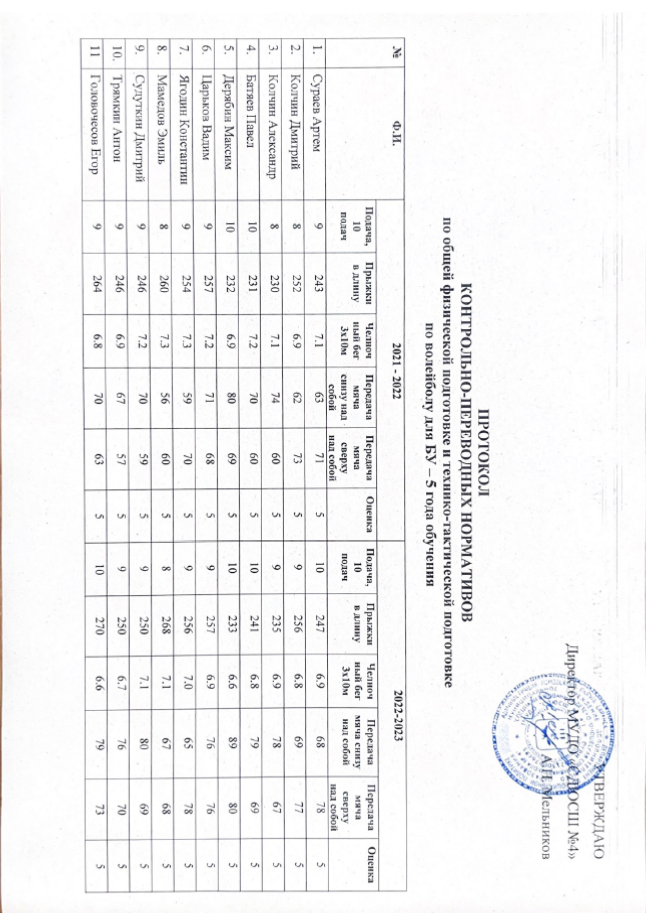 УТВЕРЖДАЮ
Директор МУДО «СДЮСШ №4»
А.Н. Мельников
ПРОТОКОЛ
КОНТРОЛЬНО-ПЕРЕВОДНЫХ НОРМАТИВОВ
по общей физической подготовке и технико-тактической подготовке
по волейболу для БУ – 5 года обучения
№ Ф.И. 2021 - 2022 2022-2023
Подача, 10 подач Прыжки в длину Челноч ный бег 3х10м Передача мяча снизу над собой Передача мяча сверху над собой Оценка Подача, 10 подач Прыжки в длину Челноч ный бег 3х10м Передача мяча снизу над собой Передача мяча сверху над собой Оценка
1. Сураев Артем 9 243 7.1 63 71 5 10 247 6.9 68 78 5
2. Колчин Дмитрий 8 252 6.9 62 73 5 9 256 6.8 69 77 5
3. Колчин Александр 8 230 7.1 74 60 5 9 235 6.9 78 67 5
4. Батяев Павел 10 231 7.2 70 60 5 10 241 6.8 79 69 5
5. Дерябин Максим 10 232 6.9 80 69 5 10 233 6.6 89 80 5
6. Царьков Вадим 9 257 7.2 71 68 5 9 257 6.9 76 76 5
7. Ягодин Константин 9 254 7.3 59 70 5 9 256 7.0 65 78 5
8. Мамедов Эмиль 8 260 7.3 56 60 5 8 268 7.1 67 68 5
9. Судуткин Дмитрий 9 246 7.2 70 59 5 9 250 7.1 80 69 5
10. Трямкин Антон 9 246 6.9 67 57 5 9 250 6.7 76 70 5
11 Головочесов Егор 9 264 6.8 70 63 5 10 270 6.6 79 73 5